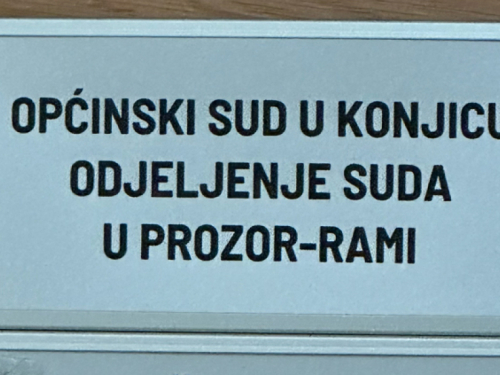 OPĆINSKI SUD U KONJICU
ODJELJENJE SUDA
U PROZOR-RAMI